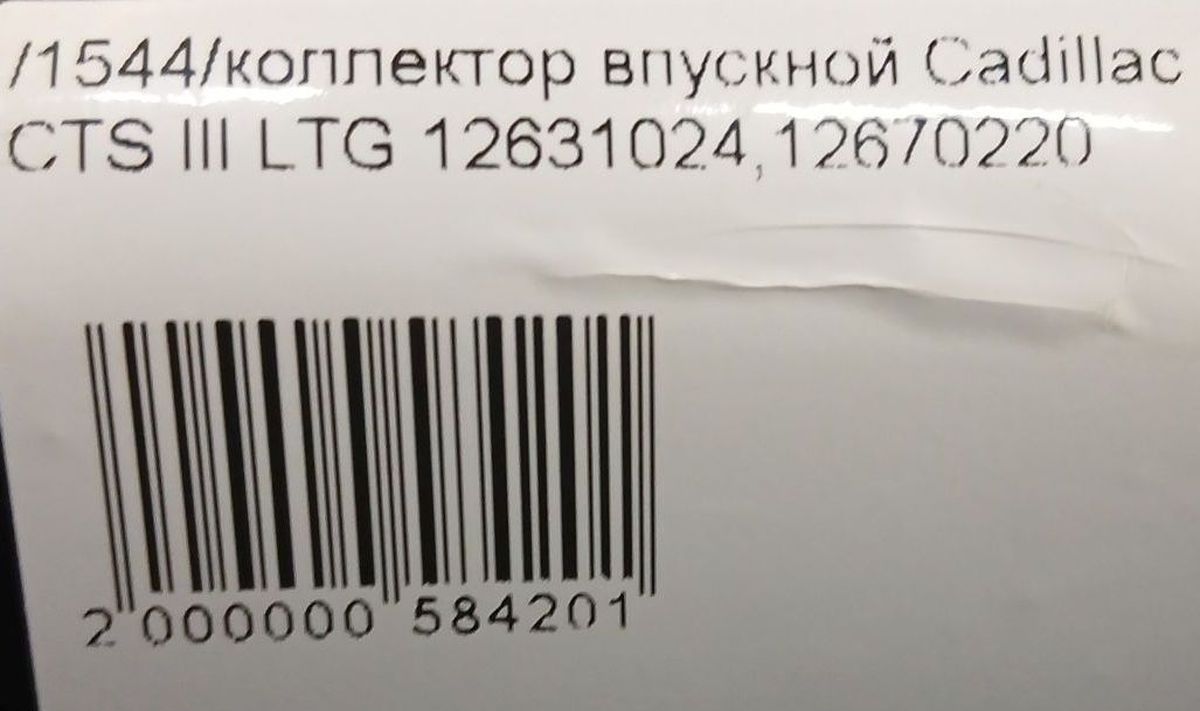 /1544/коллектор впускной Cadillac
CTS III LTG 12631024,12670220
2 000000 584201